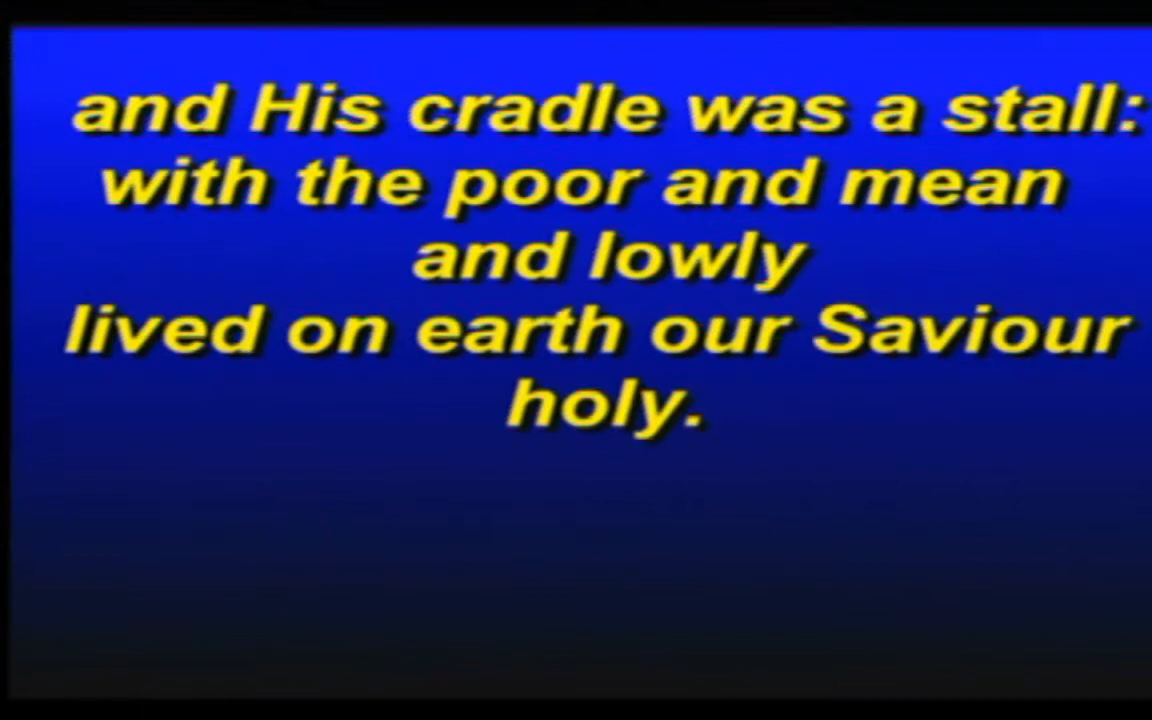 and His cradle was a stall:
with the poor and mean
and lowly
lived on earth our Saviour
holy.